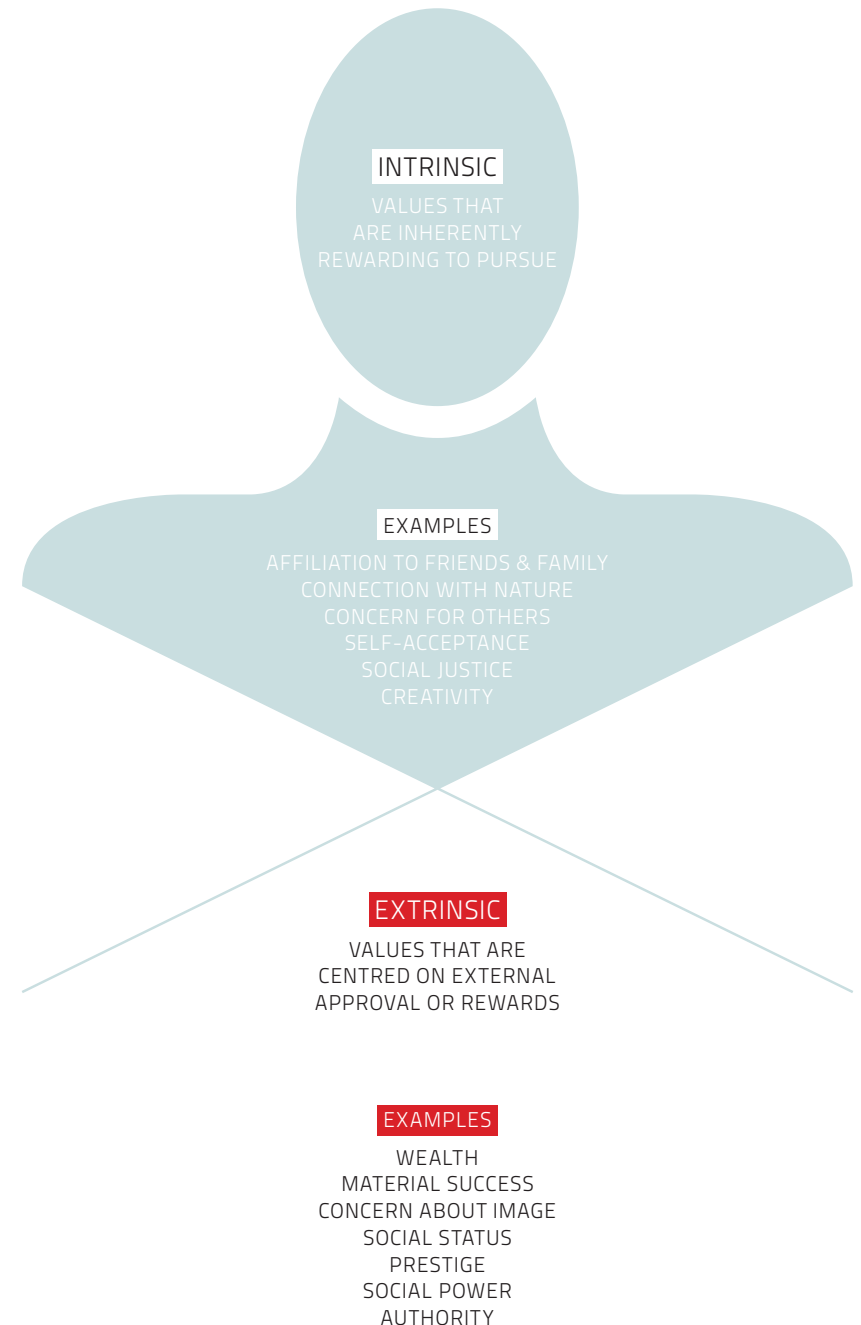 INTRINSIC
VALUES THAT
ARE INHERENTLY
REWARDING TO PURSUE
EXAMPLES
AFFILIATION TO FRIENDS & FAMILY
CONNECTION WITH NATURE
CONCERN FOR OTHERS
SELF-ACCEPTANCE
SOCIAL JUSTICE
CREATIVITY
EXTRINSIC
VALUES THAT ARE
CENTRED ON EXTERNAL
APPROVAL OR REWARDS
EXAMPLES
WEALTH
MATERIAL SUCCESS
CONCERN ABOUT IMAGE
SOCIAL STATUS
PRESTIGE
SOCIAL POWER
AUTHORITY